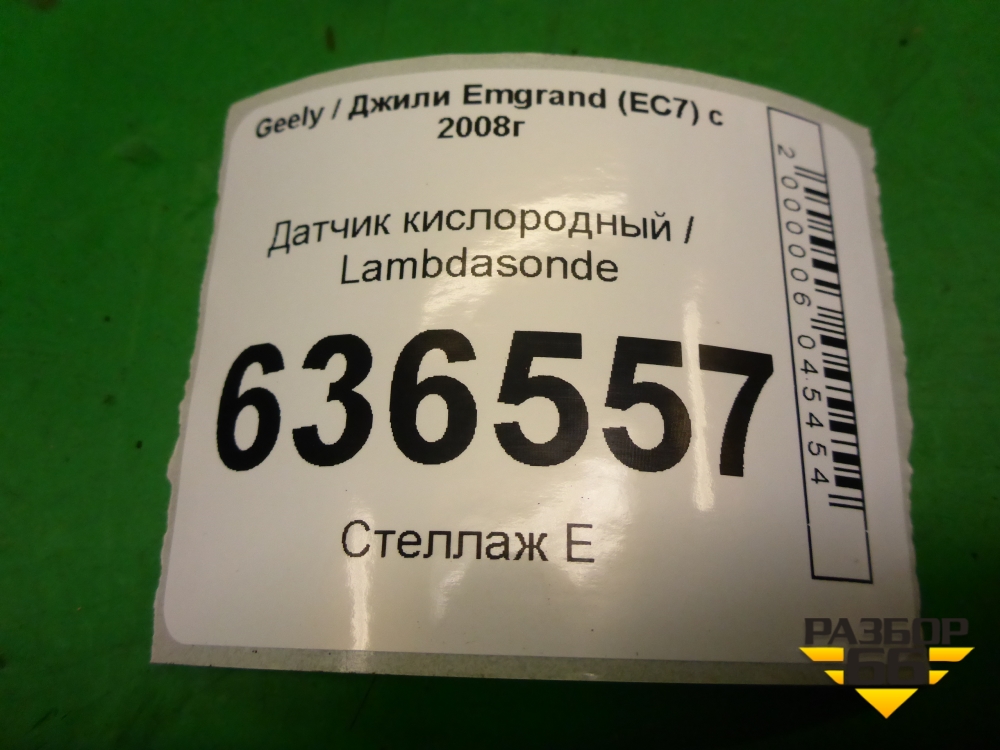 Geely / Джили Emgrand (EC7) с
2008г
Датчик кислородный /
Lambdasonde
636557
Стеллаж Е
2000006045454
РАЗБОР
66